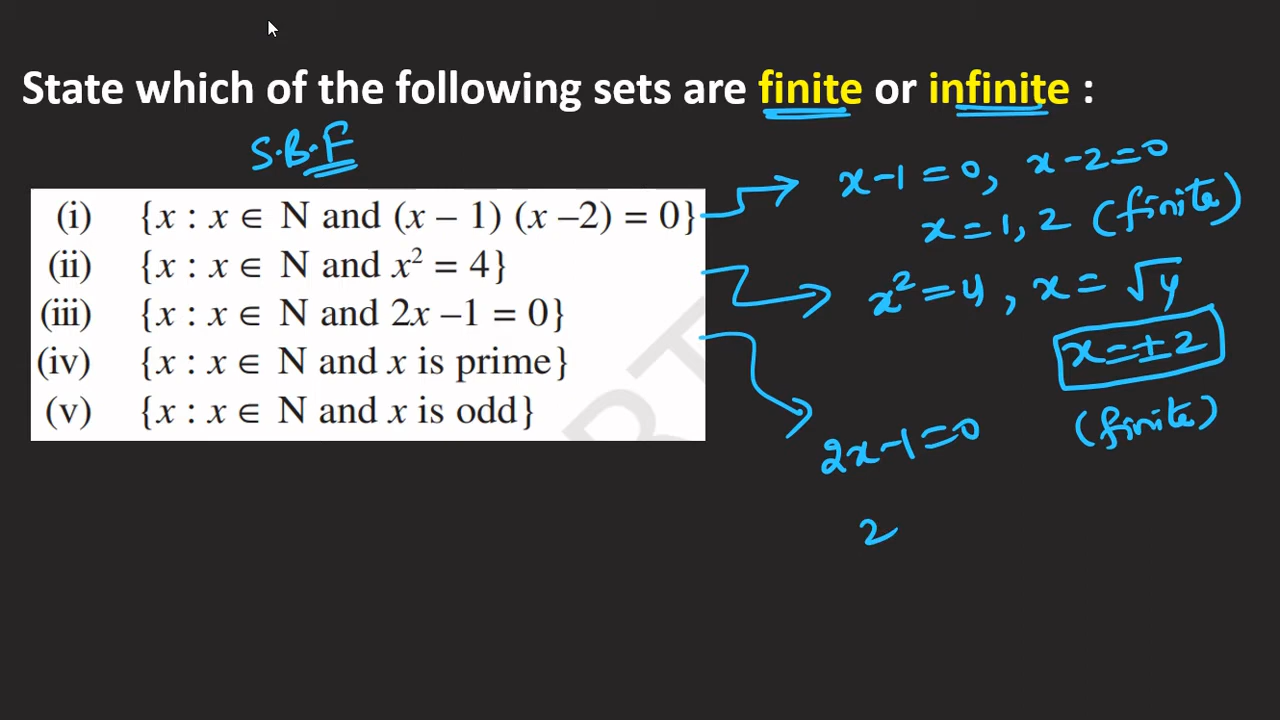 State which of the following sets are finite or infinite :
S.B.F
(i) {x : x ∈ N and (x – 1) (x –2) = 0}
(ii) {x : x ∈ N and x² = 4}
(iii) {x : x ∈ N and 2x –1 = 0}
(iv) {x : x ∈ N and x is prime}
(v) {x : x ∈ N and x is odd}
x-1=0, x-2=0
x=1,2 (finite)
x²=4, x=√4
x=±2
(finite)
2x-1=0
2